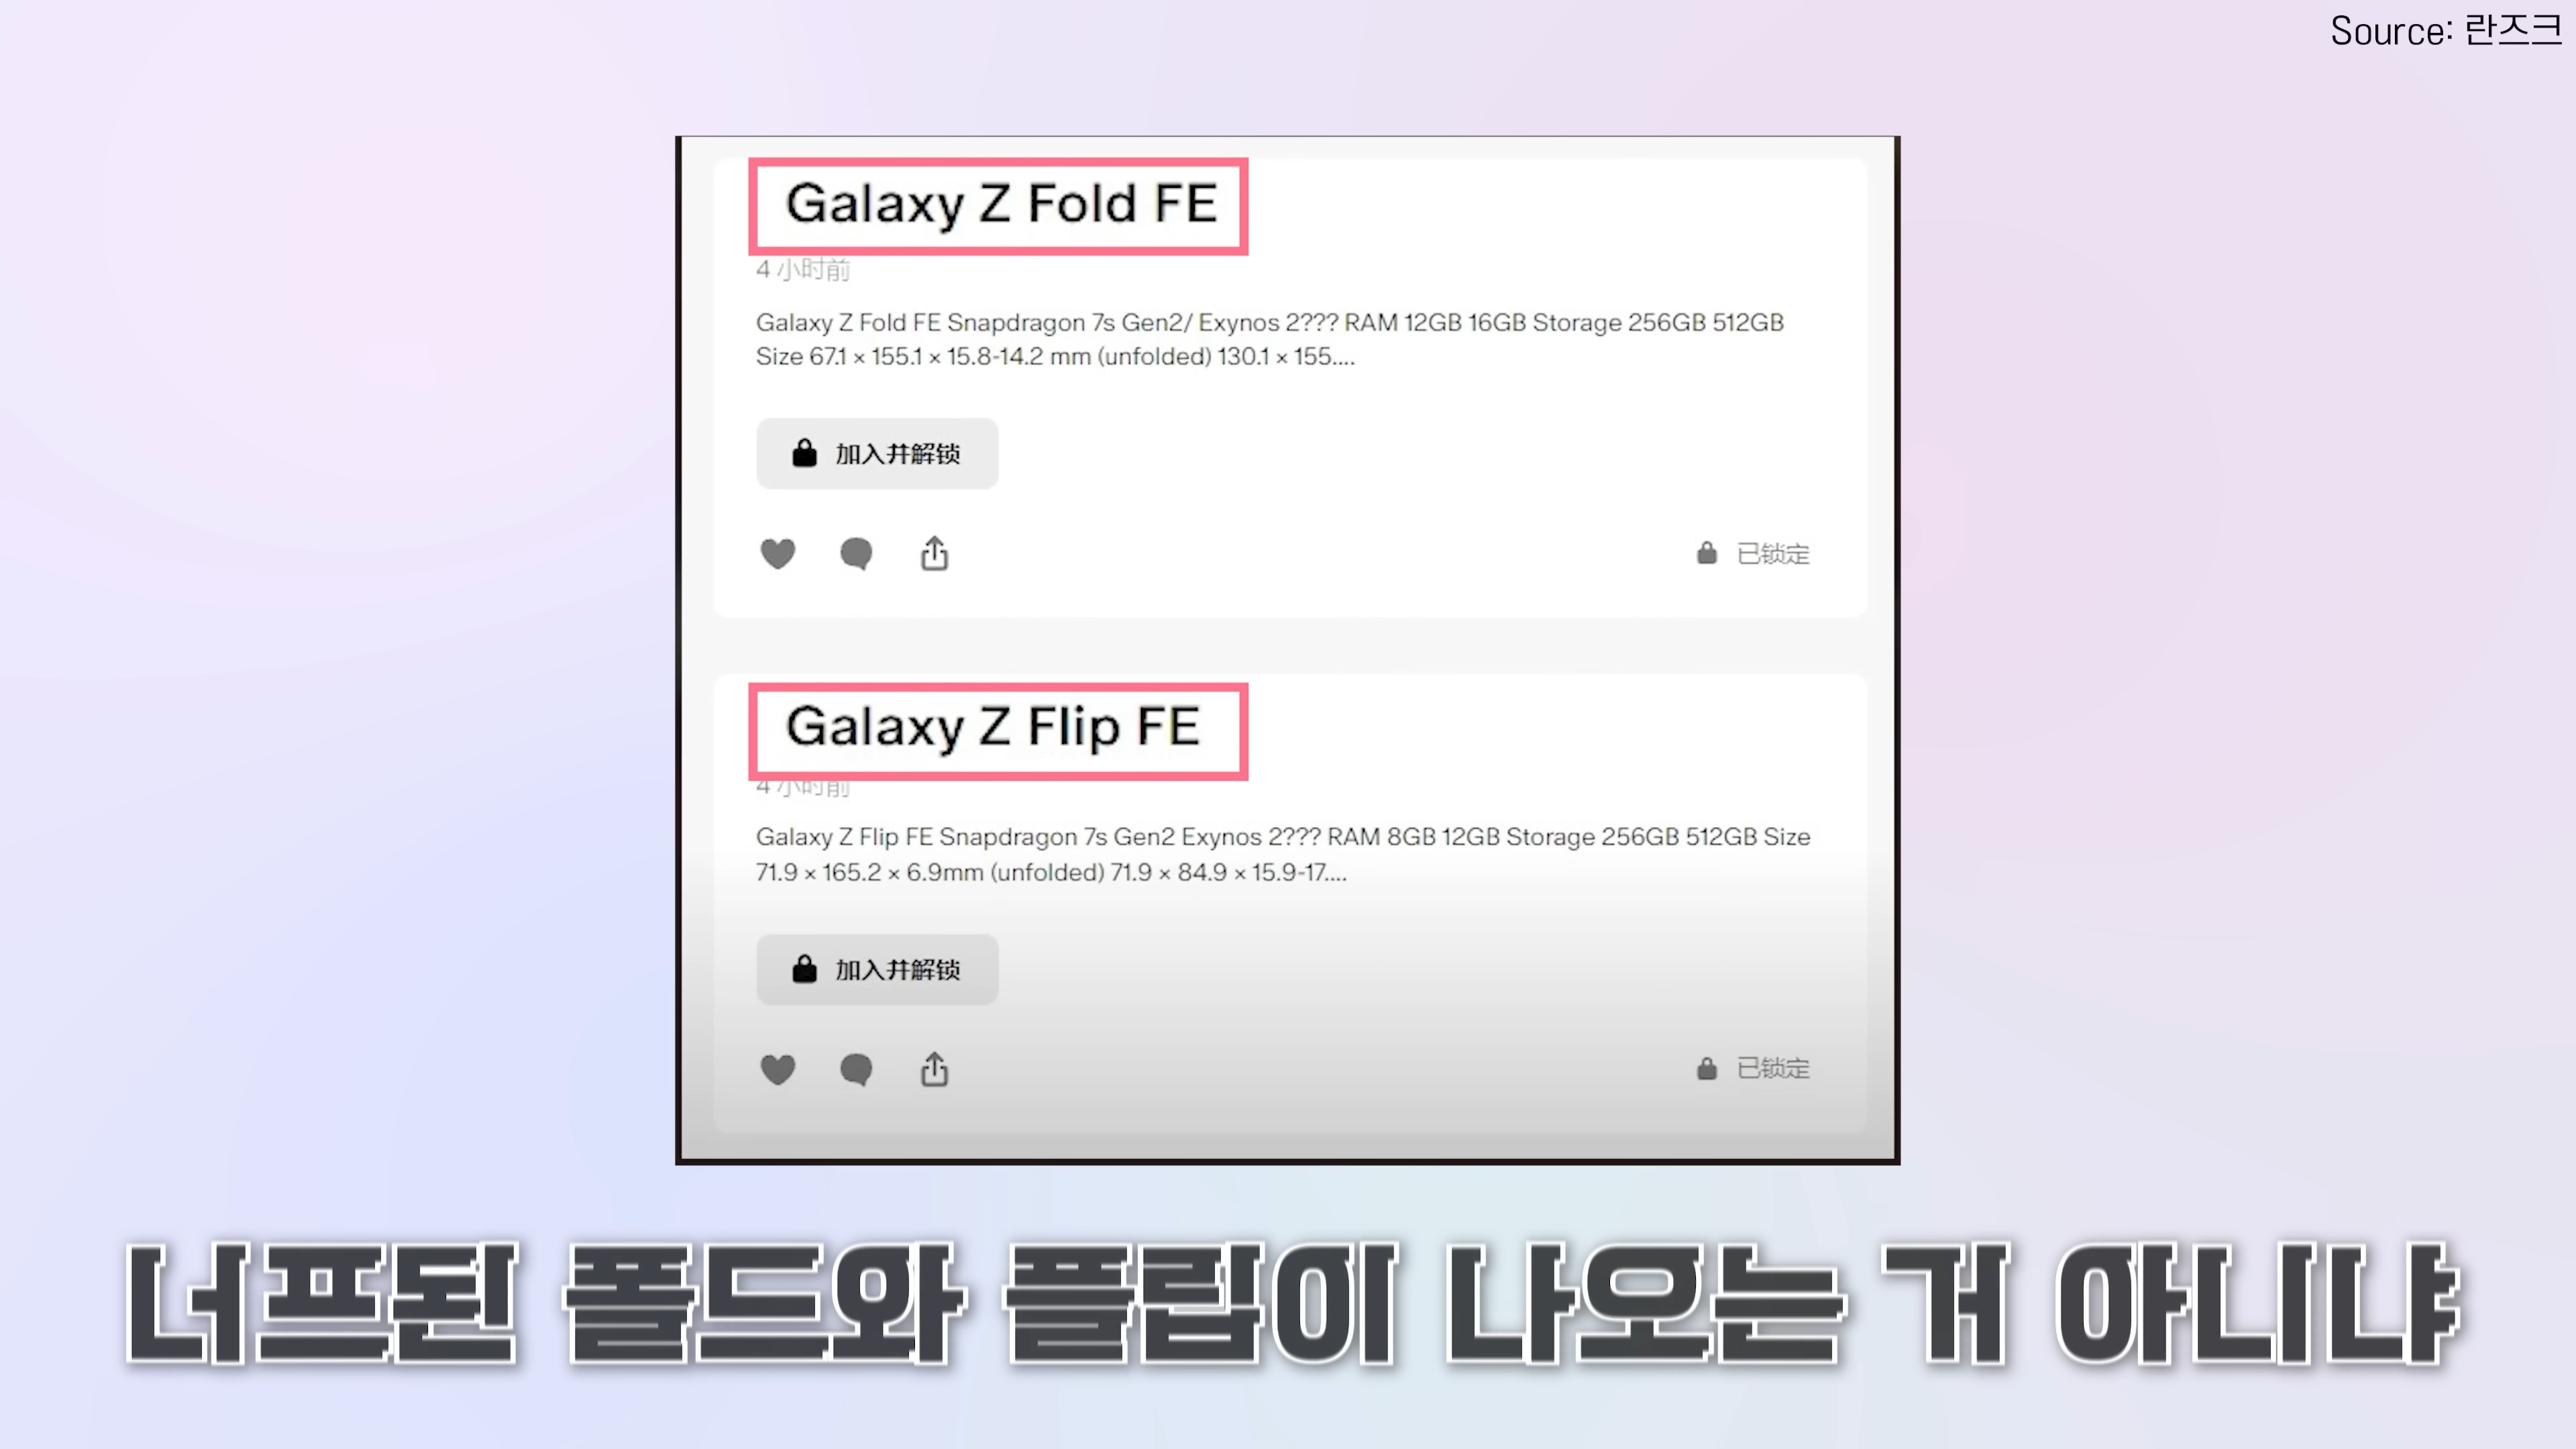 Source: 란즈크
Galaxy Z Fold FE
4 小时前
Galaxy Z Fold FE Snapdragon 7s Gen2/ Exynos 2??? RAM 12GB 16GB Storage 256GB 512GB
Size 67.1 × 155.1 × 15.8-14.2 mm (unfolded) 130.1 × 155....
加入并解锁
已锁定
Galaxy Z Flip FE
4 小时前
Galaxy Z Flip FE Snapdragon 7s Gen2 Exynos 2??? RAM 8GB 12GB Storage 256GB 512GB Size
71.9 × 165.2 × 6.9mm (unfolded) 71.9 × 84.9 × 15.9-17....
加入并解锁
已锁定
너프된 폴드와 플립이 나오는 거 아니냐